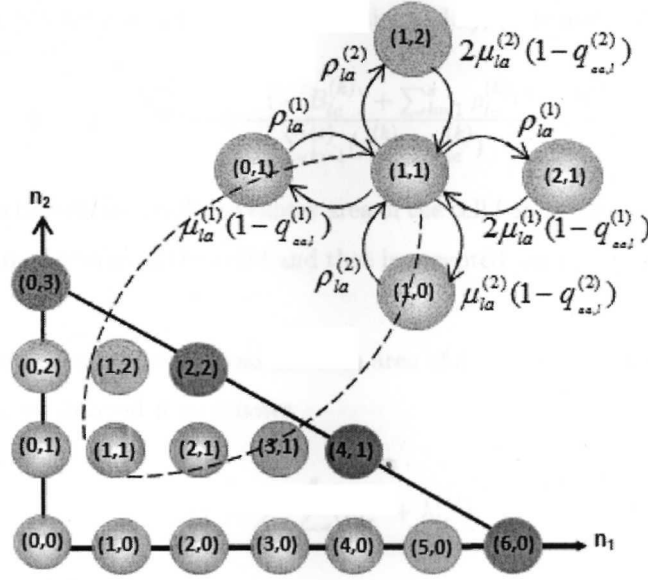 (1,2) 2μ_{la}^{(2)}(1-q_{aa,l}^{(2)})
ρ_{la}^{(2)}
ρ_{la}^{(1)} ρ_{la}^{(1)}
(0,1) (1,1) (2,1)
μ_{la}^{(1)}(1-q_{aa,l}^{(1)}) 2μ_{la}^{(1)}(1-q_{aa,l}^{(1)})
ρ_{la}^{(2)} (1,0) μ_{la}^{(2)}(1-q_{aa,l}^{(2)})
n₂
(0,3)
(0,2) (1,2) (2,2)
(0,1) (1,1) (2,1) (3,1) (4,1)
(0,0) (1,0) (2,0) (3,0) (4,0) (5,0) (6,0) n₁